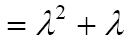 = λ² + λ